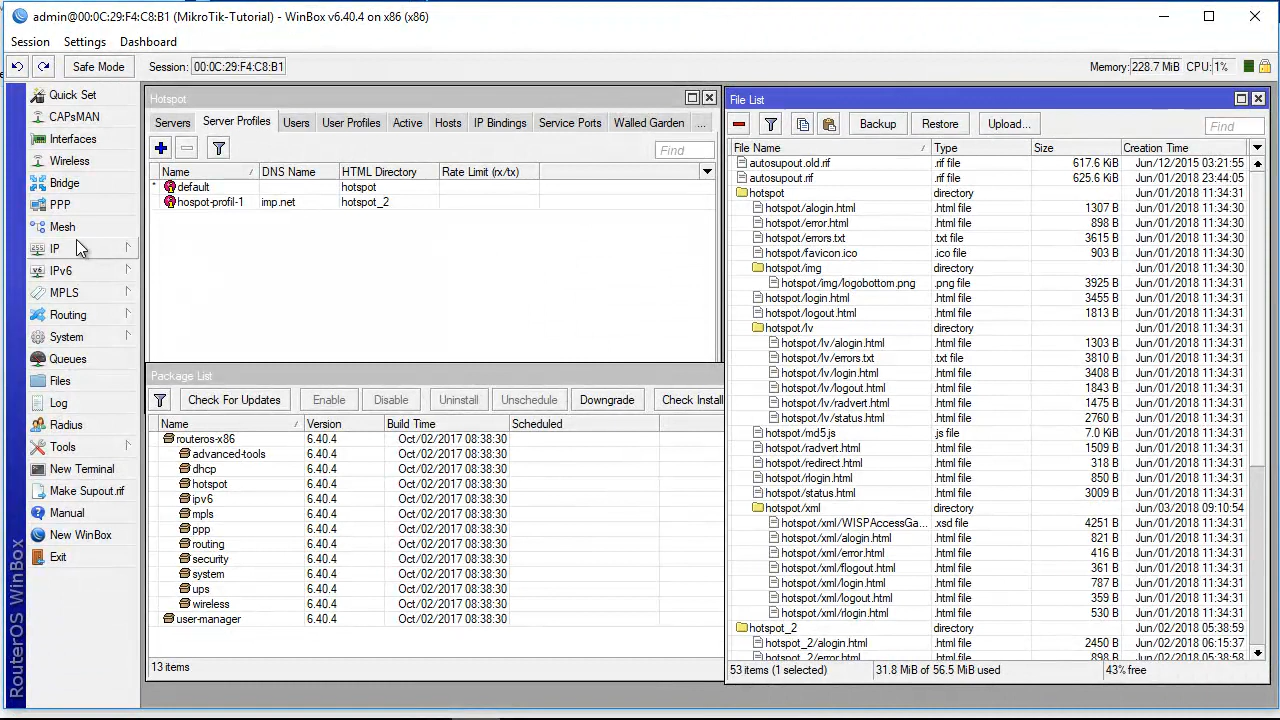 admin@00:0C:29:F4:C8:B1 (MikroTik-Tutorial) - WinBox v6.40.4 on x86 (x86)
Session Settings Dashboard
Safe Mode Session: 00:0C:29:F4:C8:B1 Memory: 228.7 MiB CPU: 1%
Quick Set
CAPsMAN
Interfaces
Wireless
Bridge
PPP
Mesh
IP
IPv6
MPLS
Routing
System
Queues
Files
Log
Radius
Tools
New Terminal
Make Supout.rif
Manual
New WinBox
Exit
RouterOS WinBox
Hotspot
Servers Server Profiles Users User Profiles Active Hosts IP Bindings Service Ports Walled Garden ...
Find
Name DNS Name HTML Directory Rate Limit (rx/tx)
* default hotspot
hospot-profil-1 imp.net hotspot_2
Package List
Check For Updates Enable Disable Uninstall Unschedule Downgrade Check Install
Name Version Build Time Scheduled
routeros-x86 6.40.4 Oct/02/2017 08:38:30
advanced-tools 6.40.4 Oct/02/2017 08:38:30
dhcp 6.40.4 Oct/02/2017 08:38:30
hotspot 6.40.4 Oct/02/2017 08:38:30
ipv6 6.40.4 Oct/02/2017 08:38:30
mpls 6.40.4 Oct/02/2017 08:38:30
ppp 6.40.4 Oct/02/2017 08:38:30
routing 6.40.4 Oct/02/2017 08:38:30
security 6.40.4 Oct/02/2017 08:38:30
system 6.40.4 Oct/02/2017 08:38:30
ups 6.40.4 Oct/02/2017 08:38:30
wireless 6.40.4 Oct/02/2017 08:38:30
user-manager 6.40.4 Oct/02/2017 08:38:30
13 items
File List
Backup Restore Upload... Find
File Name Type Size Creation Time
autosupout.old.rif .rif file 617.6 KiB Jun/12/2015 03:21:55
autosupout.rif .rif file 625.6 KiB Jun/18/2018 23:44:05
hotspot directory Jun/01/2018 11:34:31
hotspot/alogin.html .html file 1307 B Jun/01/2018 11:34:30
hotspot/error.html .html file 898 B Jun/01/2018 11:34:30
hotspot/errors.txt .txt file 3615 B Jun/01/2018 11:34:30
hotspot/favicon.ico .ico file 903 B Jun/01/2018 11:34:30
hotspot/img directory Jun/01/2018 11:34:30
hotspot/img/logobottom.png .png file 3925 B Jun/01/2018 11:34:31
hotspot/login.html .html file 3455 B Jun/01/2018 11:34:31
hotspot/logout.html .html file 1813 B Jun/01/2018 11:34:31
hotspot/lv directory Jun/01/2018 11:34:31
hotspot/lv/alogin.html .html file 1303 B Jun/01/2018 11:34:31
hotspot/lv/errors.txt .txt file 3810 B Jun/01/2018 11:34:31
hotspot/lv/login.html .html file 3408 B Jun/01/2018 11:34:31
hotspot/lv/logout.html .html file 1843 B Jun/01/2018 11:34:31
hotspot/lv/radvert.html .html file 1475 B Jun/01/2018 11:34:31
hotspot/lv/status.html .html file 2760 B Jun/01/2018 11:34:31
hotspot/md5.js .js file 7.0 KiB Jun/01/2018 11:34:31
hotspot/radvert.html .html file 1509 B Jun/01/2018 11:34:31
hotspot/redirect.html .html file 318 B Jun/01/2018 11:34:31
hotspot/rlogin.html .html file 850 B Jun/01/2018 11:34:31
hotspot/status.html .html file 3009 B Jun/01/2018 11:34:31
hotspot/xml directory Jun/03/2018 09:10:54
hotspot/xml/WISPAccessGa... .xsd file 4251 B Jun/01/2018 11:34:31
hotspot/xml/alogin.html .html file 821 B Jun/01/2018 11:34:31
hotspot/xml/error.html .html file 416 B Jun/01/2018 11:34:31
hotspot/xml/flogout.html .html file 361 B Jun/01/2018 11:34:31
hotspot/xml/login.html .html file 787 B Jun/01/2018 11:34:31
hotspot/xml/logout.html .html file 359 B Jun/01/2018 11:34:31
hotspot/xml/rlogin.html .html file 530 B Jun/01/2018 11:34:31
hotspot_2 directory Jun/02/2018 05:38:59
hotspot_2/alogin.html .html file 2450 B Jun/02/2018 06:15:37
hotspot_2/error.html .html file 898 B Jun/02/2018 05:38:58
53 items (1 selected) 31.8 MiB of 56.5 MiB used 43% free